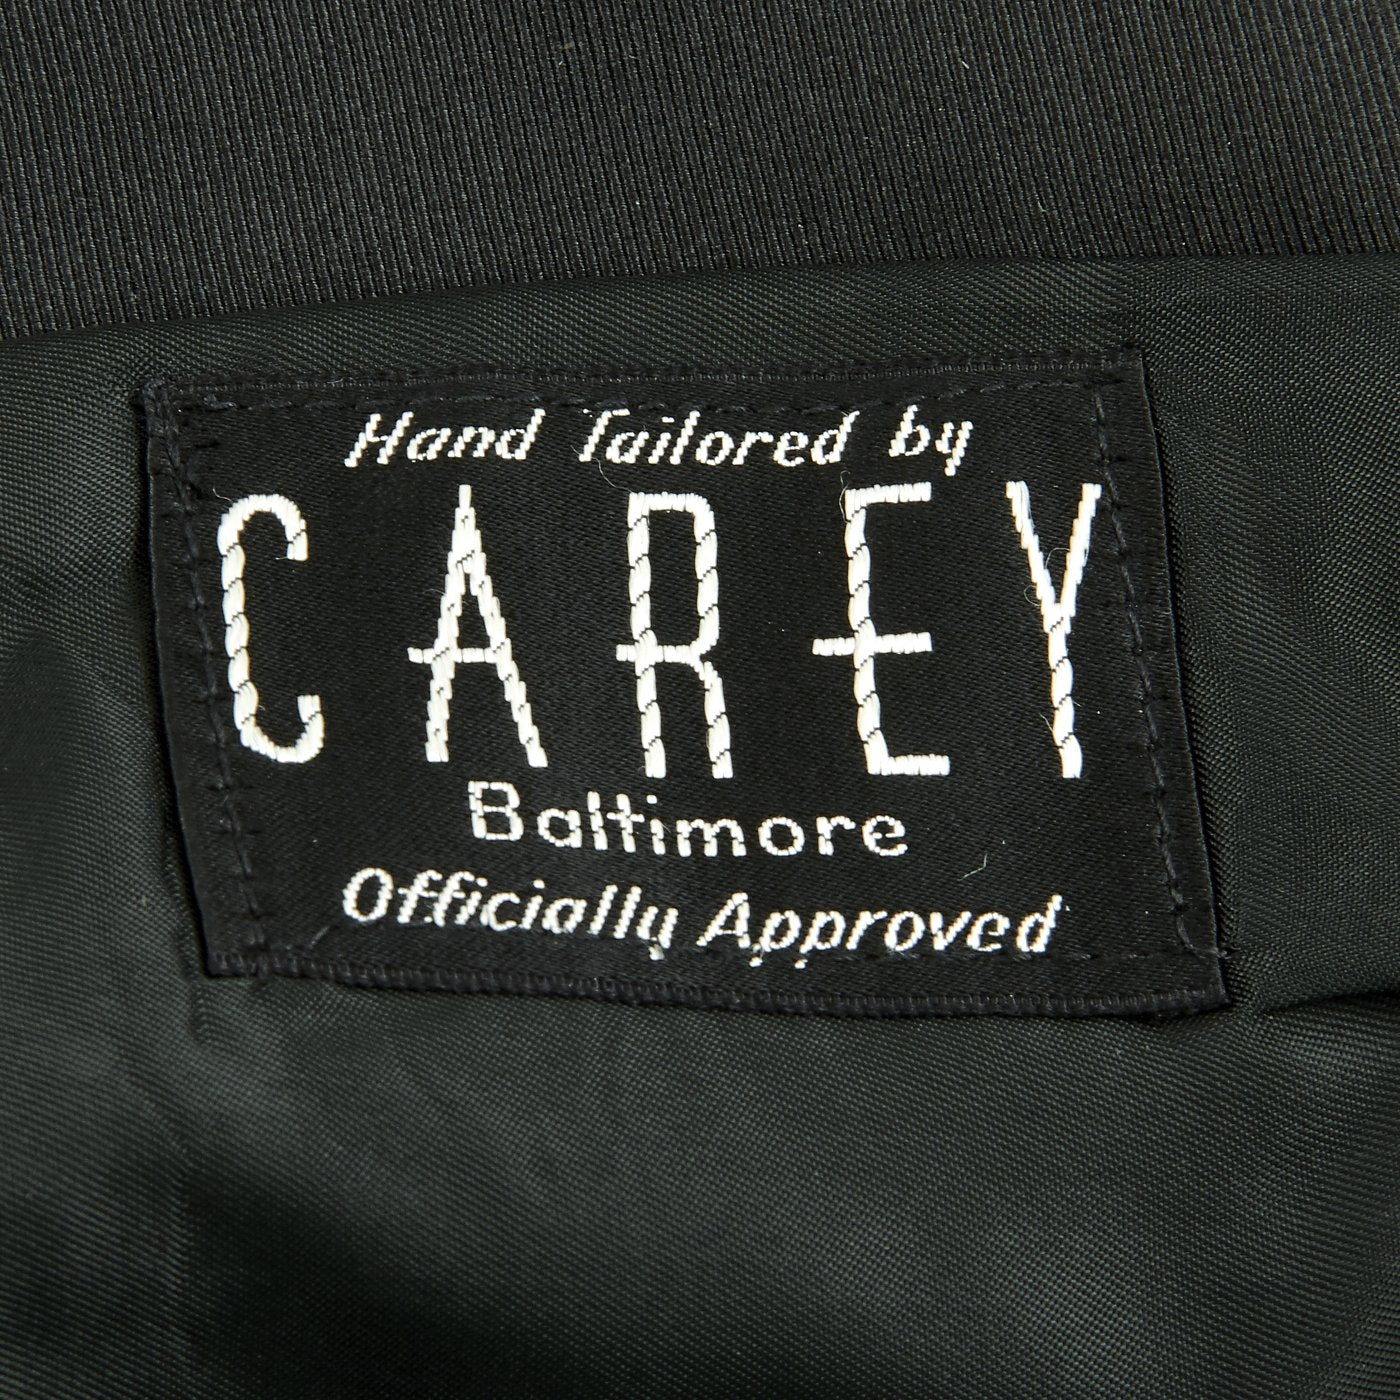 Hand Tailored by
CAREY
Baltimore
Officially Approved